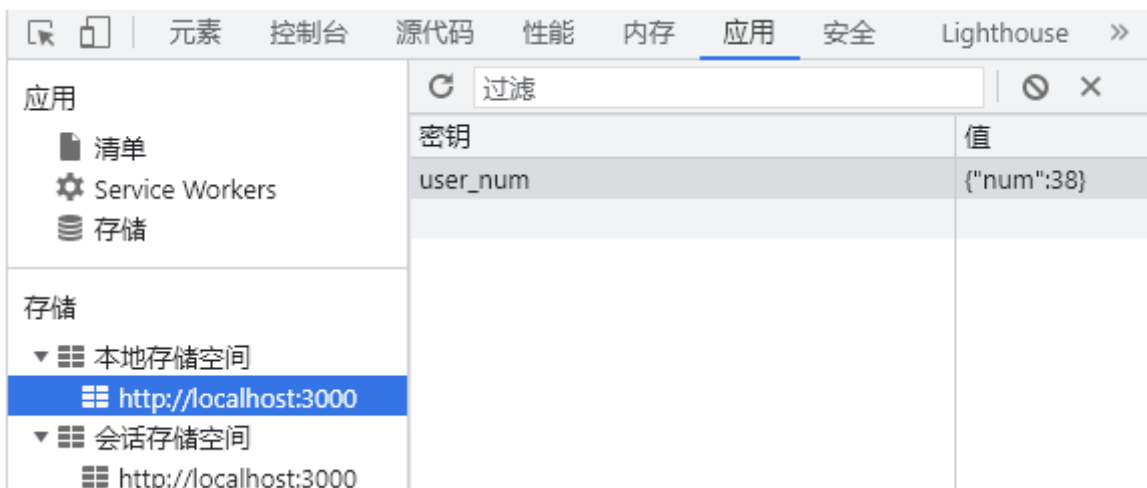 元素 控制台 源代码 性能 内存 应用 安全 Lighthouse »
应用
清单
Service Workers
存储
存储
本地存储空间
http://localhost:3000
会话存储空间
http://localhost:3000
过滤
密钥 值
user_num {"num":38}